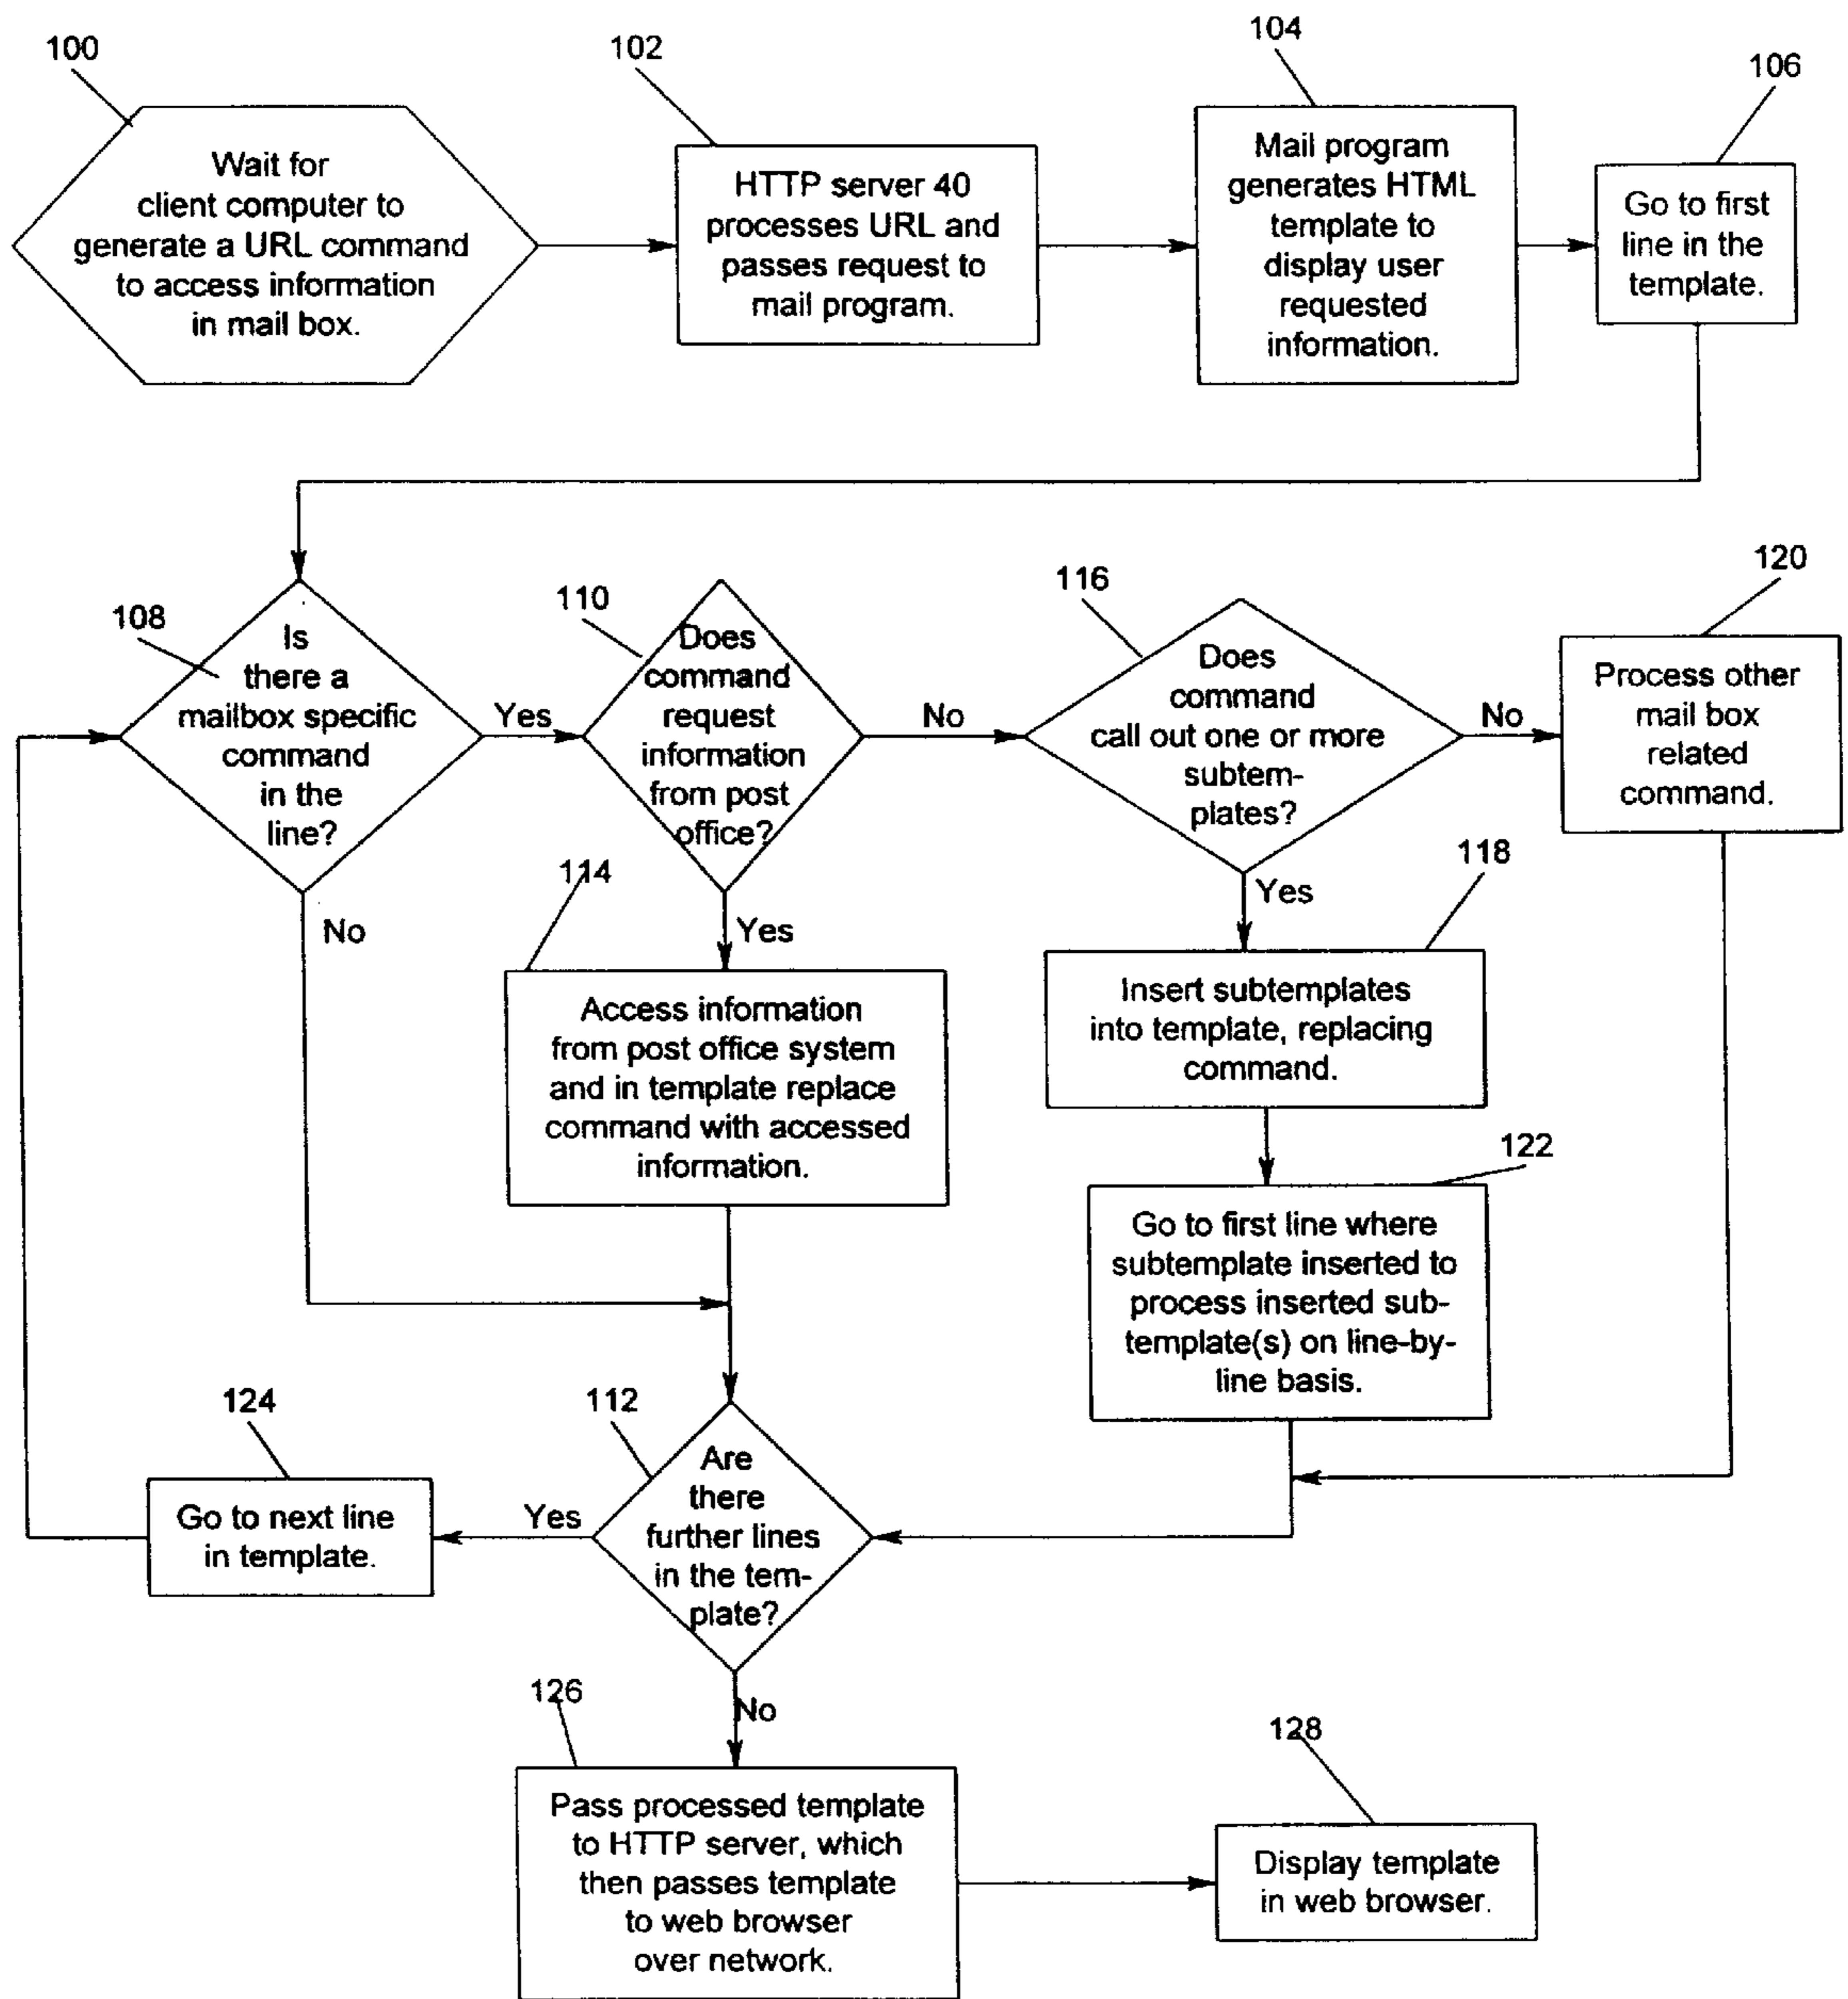 100
Wait for
client computer to
generate a URL command
to access information
in mail box.
102
HTTP server 40
processes URL and
passes request to
mail program.
104
Mail program
generates HTML
template to
display user
requested
information.
106
Go to first
line in the
template.
108
Is
there a
mailbox specific
command
in the
line?
Yes
No
110
Does
command
request
information
from post
office?
No
Yes
116
Does
command
call out one or more
subtem-
plates?
No
Yes
120
Process other
mail box
related
command.
114
Access information
from post office system
and in template replace
command with accessed
information.
118
Insert subtemplates
into template, replacing
command.
122
Go to first line where
subtemplate inserted to
process inserted sub-
template(s) on line-by-
line basis.
124
Go to next line
in template.
Yes
112
Are
there
further lines
in the tem-
plate?
No
126
Pass processed template
to HTTP server, which
then passes template
to web browser
over network.
128
Display template
in web browser.